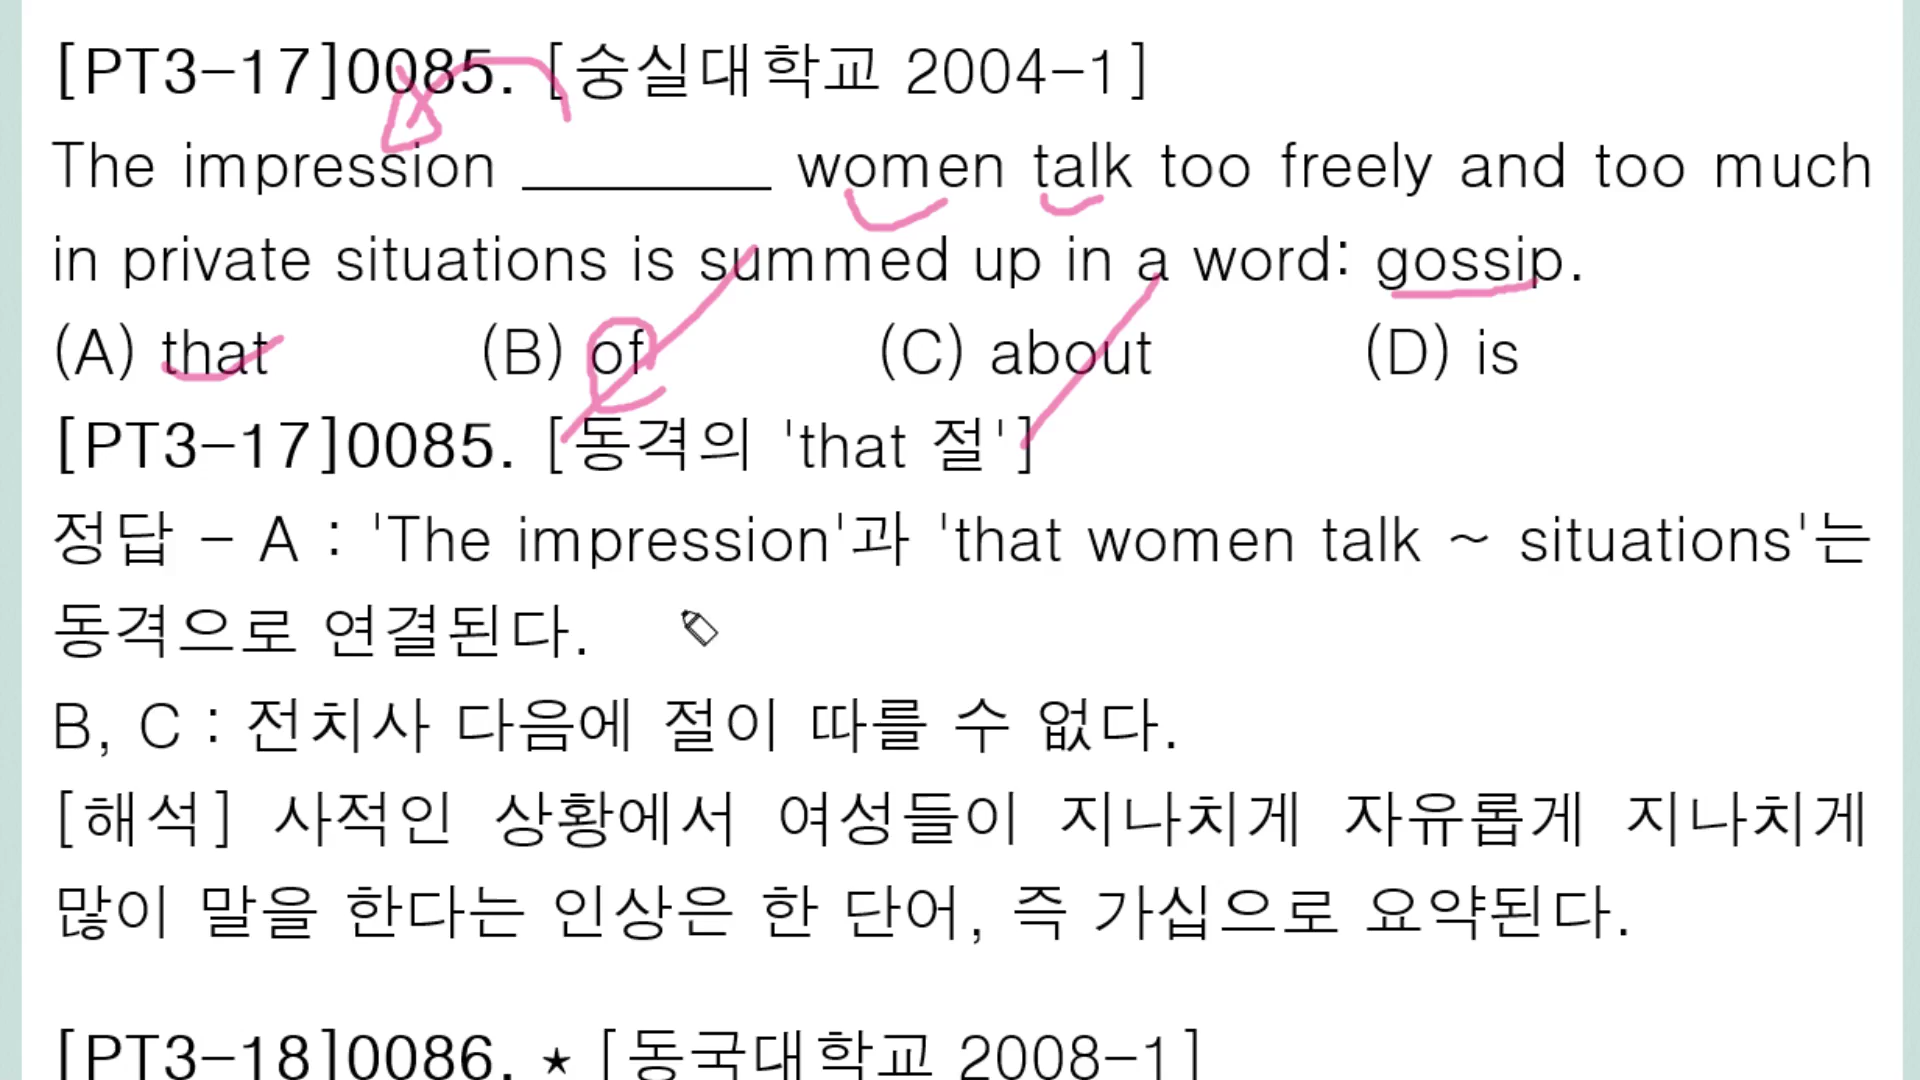 [PT3-17]0085. [숭실대학교 2004-1]
The impression ________ women talk too freely and too much
in private situations is summed up in a word: gossip.
(A) that (B) of (C) about (D) is
[PT3-17]0085. [동격의 'that 절']
정답 - A : 'The impression'과 'that women talk ~ situations'는
동격으로 연결된다.
B, C : 전치사 다음에 절이 따를 수 없다.
[해석] 사적인 상황에서 여성들이 지나치게 자유롭게 지나치게
많이 말을 한다는 인상은 한 단어, 즉 가십으로 요약된다.
[PT3-18]0086. ★ [동국대학교 2008-1]